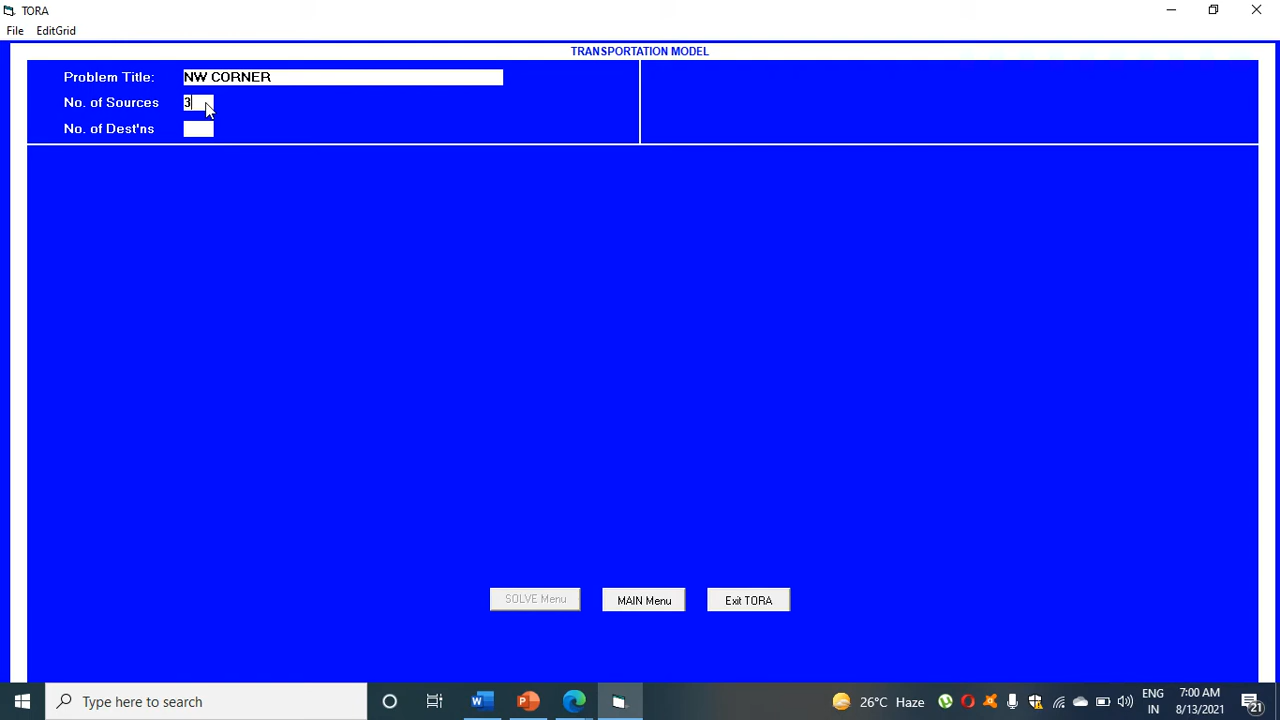 TORA
File EditGrid
TRANSPORTATION MODEL
Problem Title: NW CORNER
No. of Sources 3
No. of Dest'ns
SOLVE Menu MAIN Menu Exit TORA
Type here to search
26°C Haze
ENG
IN
7:00 AM
8/13/2021
21